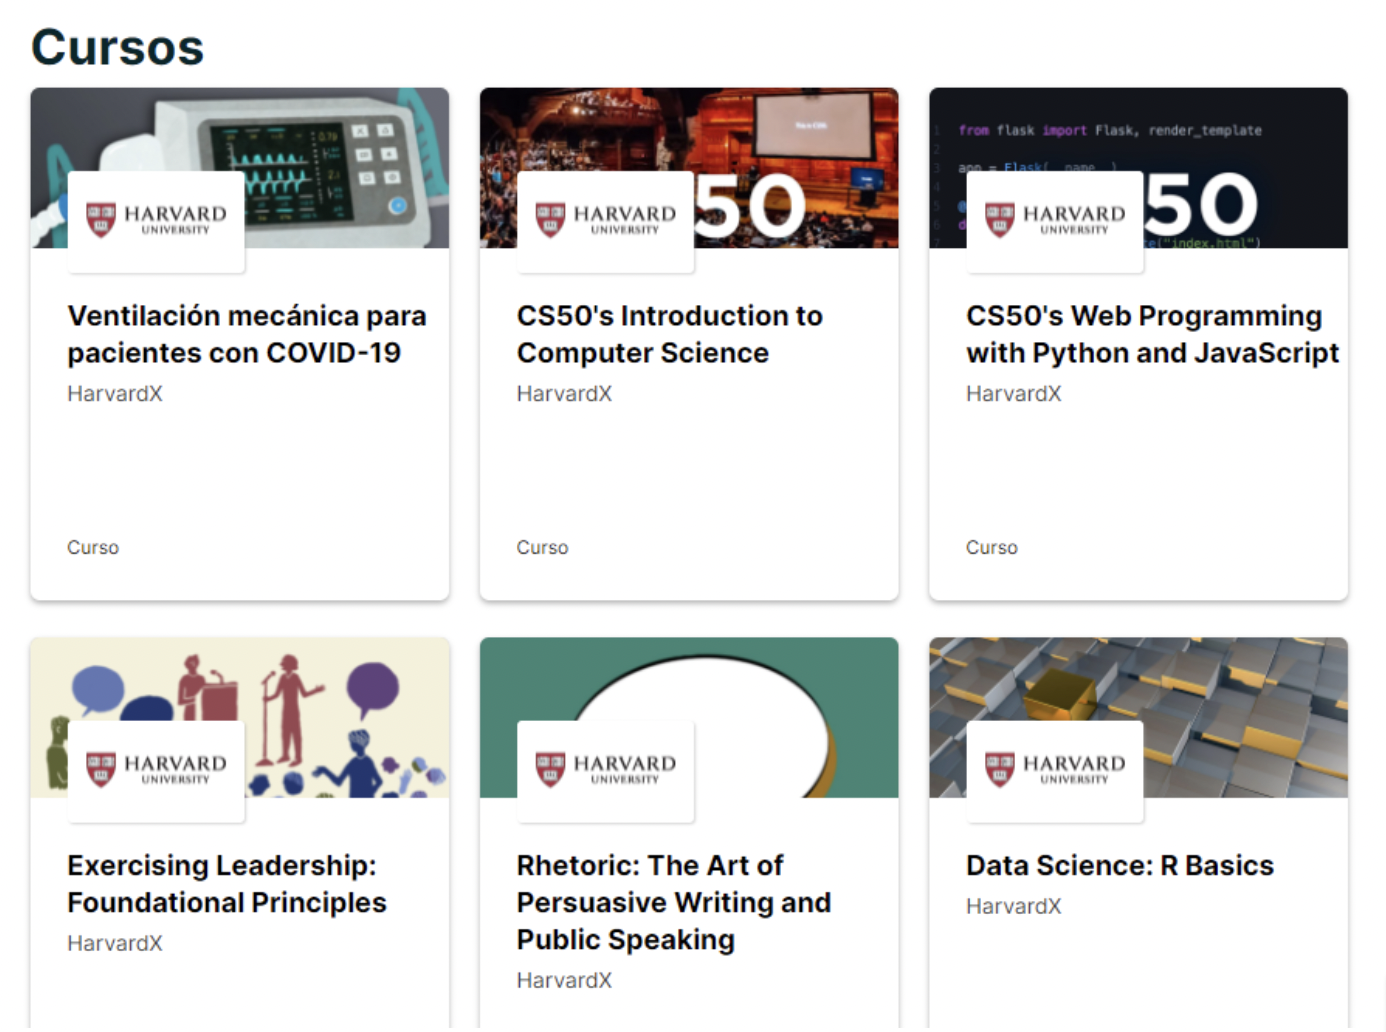 Cursos
HARVARD
UNIVERSITY
Ventilación mecánica para
pacientes con COVID-19
HarvardX
Curso
50
HARVARD
UNIVERSITY
CS50's Introduction to
Computer Science
HarvardX
Curso
from flask import Flask, render_template
app = Flask(__name__)
50
HARVARD
UNIVERSITY
"index.html")
CS50's Web Programming
with Python and JavaScript
HarvardX
Curso
HARVARD
UNIVERSITY
Exercising Leadership:
Foundational Principles
HarvardX
HARVARD
UNIVERSITY
Rhetoric: The Art of
Persuasive Writing and
Public Speaking
HarvardX
HARVARD
UNIVERSITY
Data Science: R Basics
HarvardX